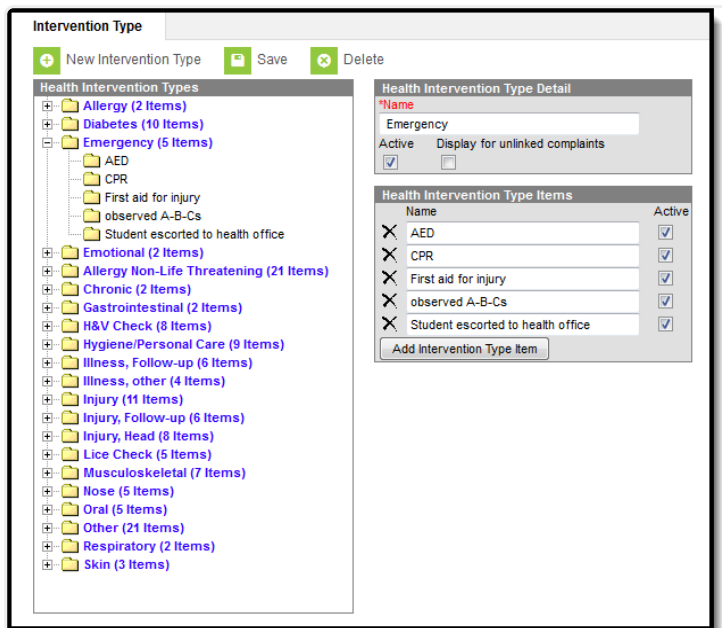 Intervention Type
New Intervention Type Save Delete
Health Intervention Types
Allergy (2 Items)
Diabetes (10 Items)
Emergency (5 Items)
AED
CPR
First aid for injury
observed A-B-Cs
Student escorted to health office
Emotional (2 Items)
Allergy Non-Life Threatening (21 Items)
Chronic (2 Items)
Gastrointestinal (2 Items)
H&V Check (8 Items)
Hygiene/Personal Care (9 Items)
Illness, Follow-up (6 Items)
Illness, other (4 Items)
Injury (11 Items)
Injury, Follow-up (6 Items)
Injury, Head (8 Items)
Lice Check (5 Items)
Musculoskeletal (7 Items)
Nose (5 Items)
Oral (5 Items)
Other (21 Items)
Respiratory (2 Items)
Skin (3 Items)
Health Intervention Type Detail
*Name
Emergency
Active Display for unlinked complaints
Health Intervention Type Items
Name Active
AED
CPR
First aid for injury
observed A-B-Cs
Student escorted to health office
Add Intervention Type Item